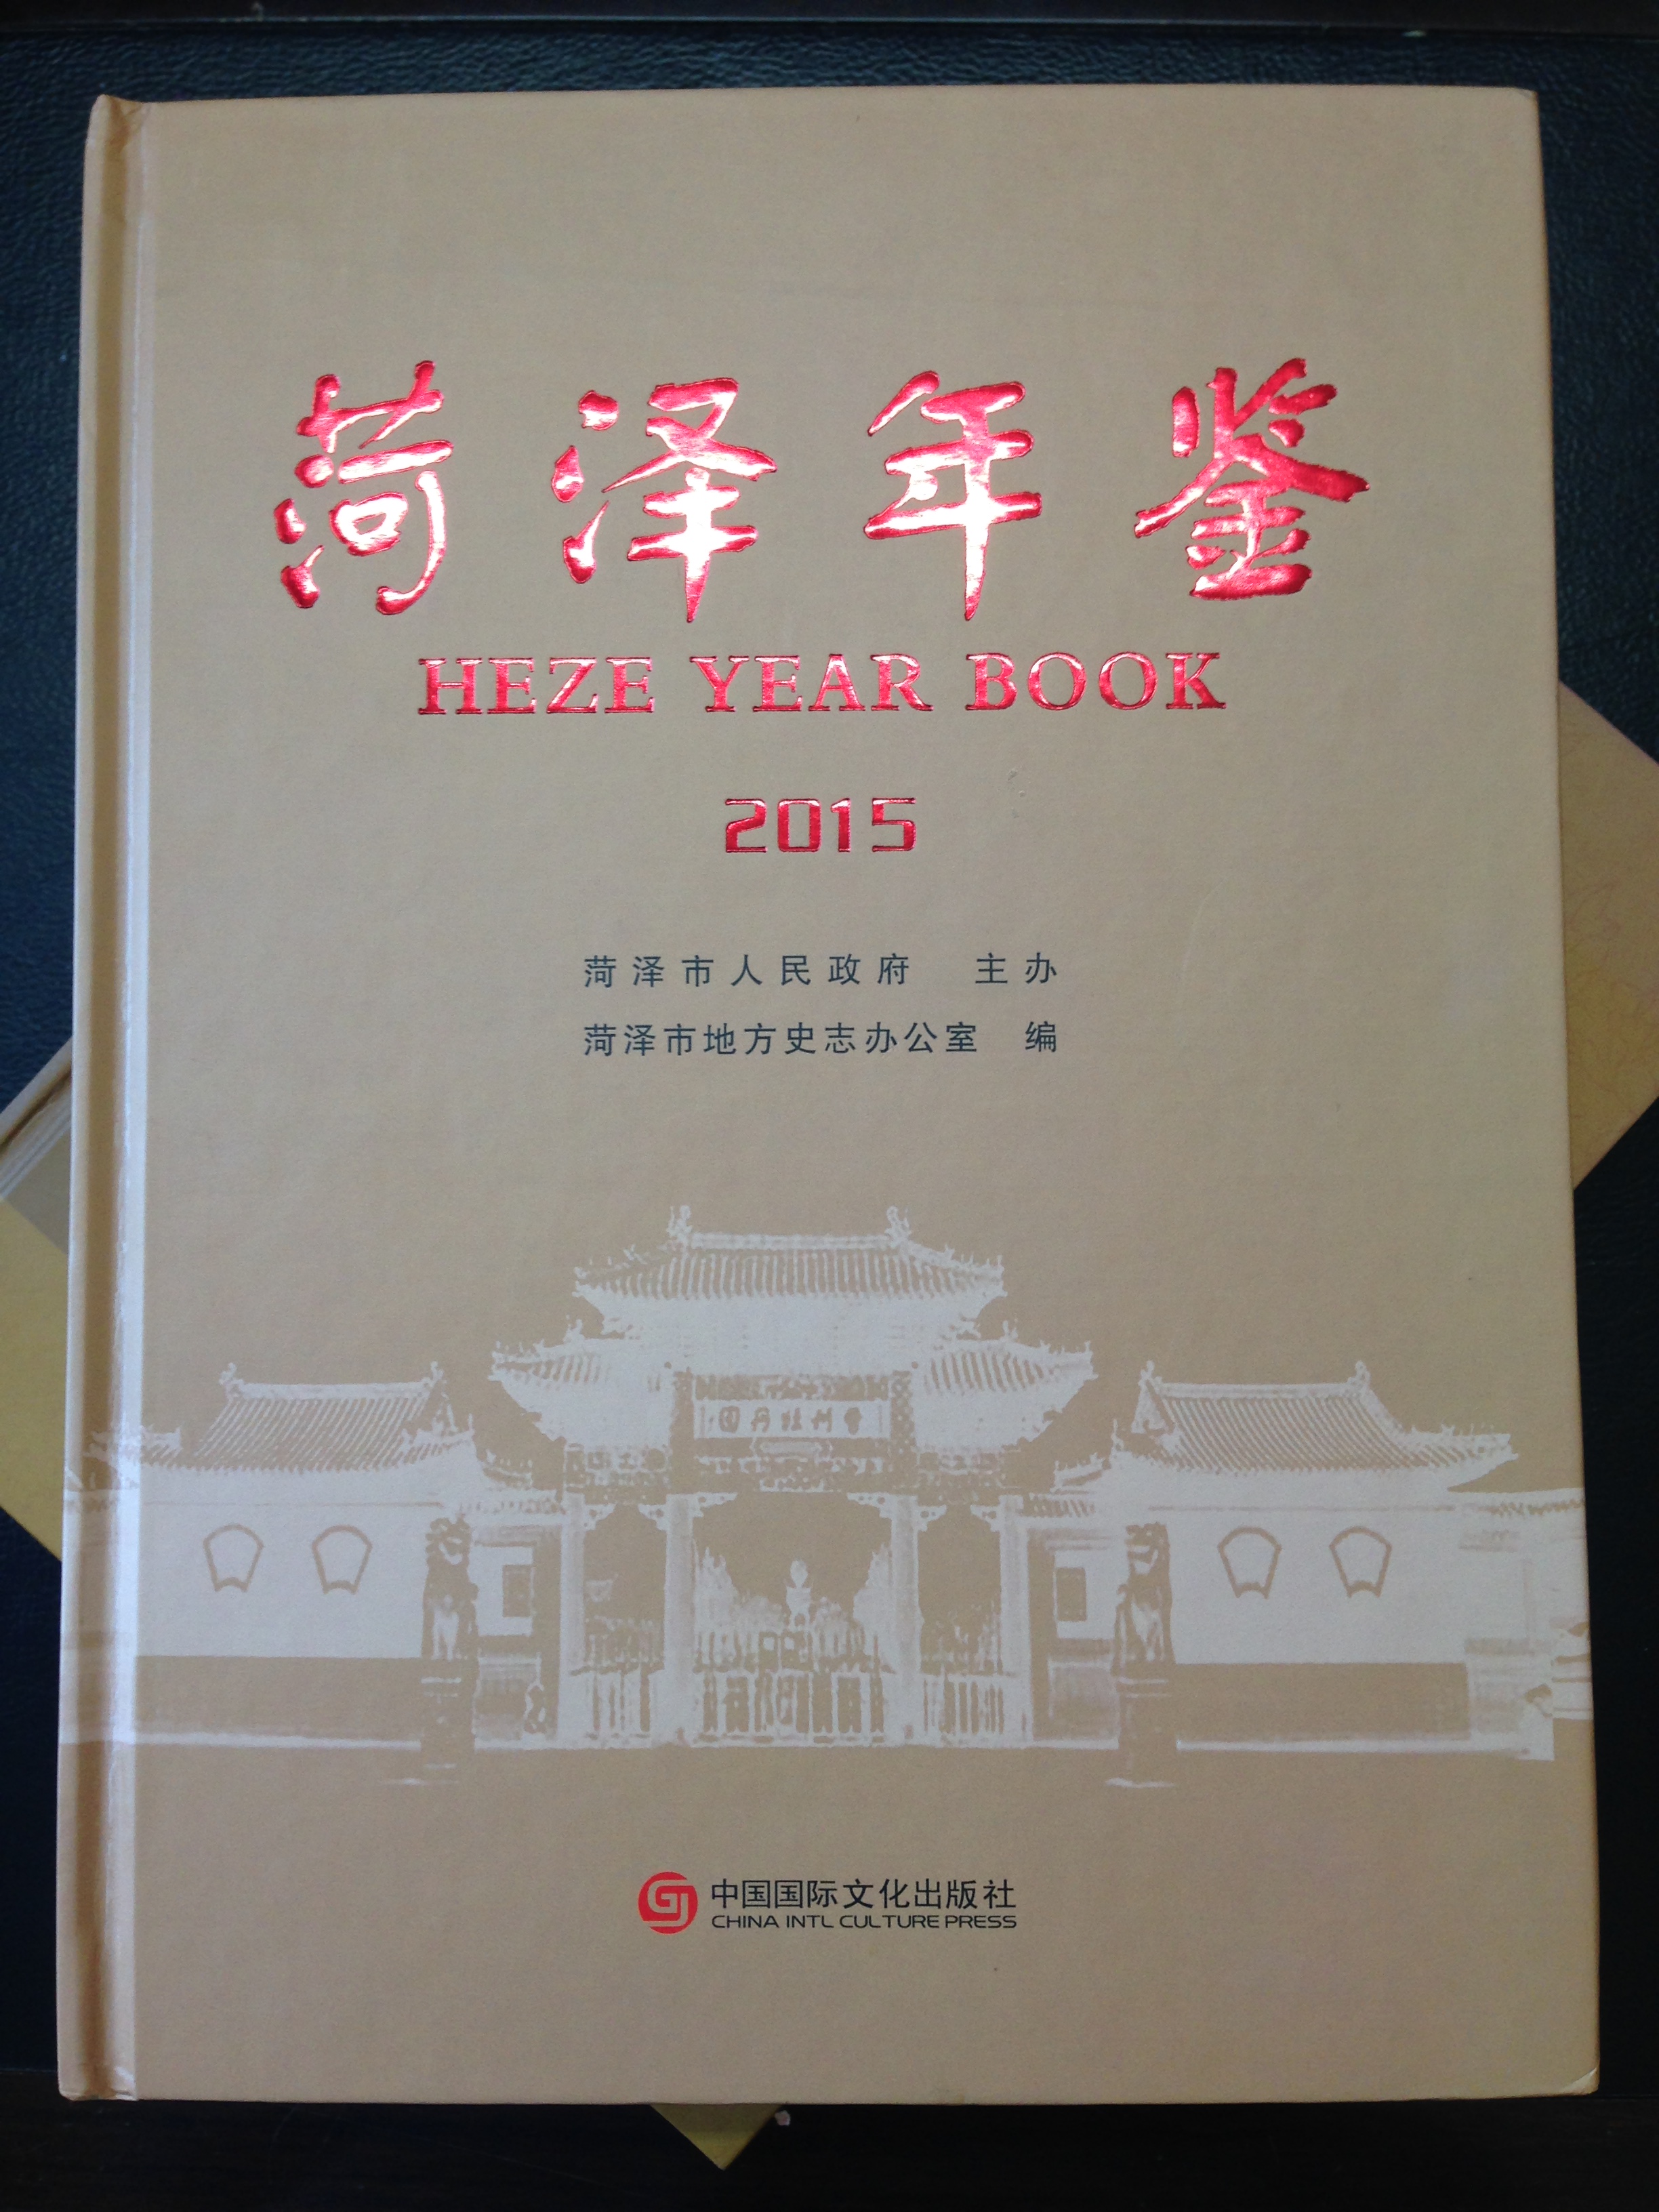 菏泽年鉴
HEZE YEAR BOOK
2015
菏泽市人民政府 主办
菏泽市地方史志办公室 编
中国国际文化出版社
CHINA INTL CULTURE PRESS